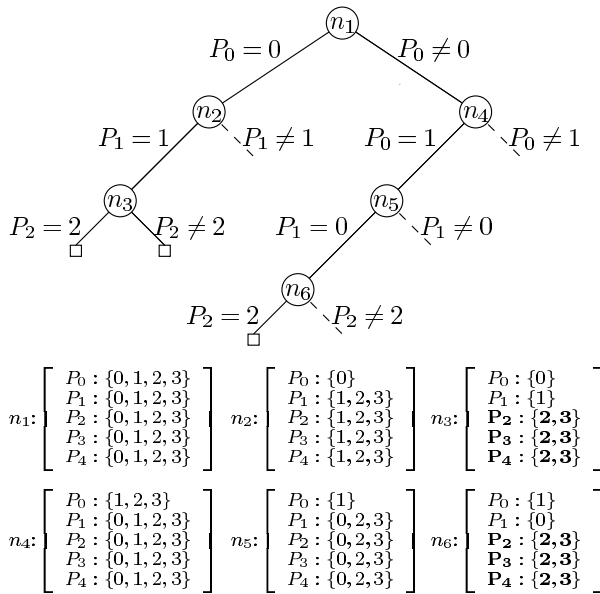 n₁
P₀ = 0 P₀ ≠ 0
n₂ n₄
P₁ = 1 P₁ ≠ 1 P₀ = 1 P₀ ≠ 1
n₃ n₅
P₂ = 2 P₂ ≠ 2 P₁ = 0 P₁ ≠ 0
n₆
P₂ = 2 P₂ ≠ 2
P₀ : {0, 1, 2, 3} P₀ : {0} P₀ : {0}
P₁ : {0, 1, 2, 3} P₁ : {1, 2, 3} P₁ : {1}
n₁: P₂ : {0, 1, 2, 3} n₂: P₂ : {1, 2, 3} n₃: P₂ : {2, 3}
P₃ : {0, 1, 2, 3} P₃ : {1, 2, 3} P₃ : {2, 3}
P₄ : {0, 1, 2, 3} P₄ : {1, 2, 3} P₄ : {2, 3}
P₀ : {1, 2, 3} P₀ : {1} P₀ : {1}
P₁ : {0, 1, 2, 3} P₁ : {0, 2, 3} P₁ : {0}
n₄: P₂ : {0, 1, 2, 3} n₅: P₂ : {0, 2, 3} n₆: P₂ : {2, 3}
P₃ : {0, 1, 2, 3} P₃ : {0, 2, 3} P₃ : {2, 3}
P₄ : {0, 1, 2, 3} P₄ : {0, 2, 3} P₄ : {2, 3}